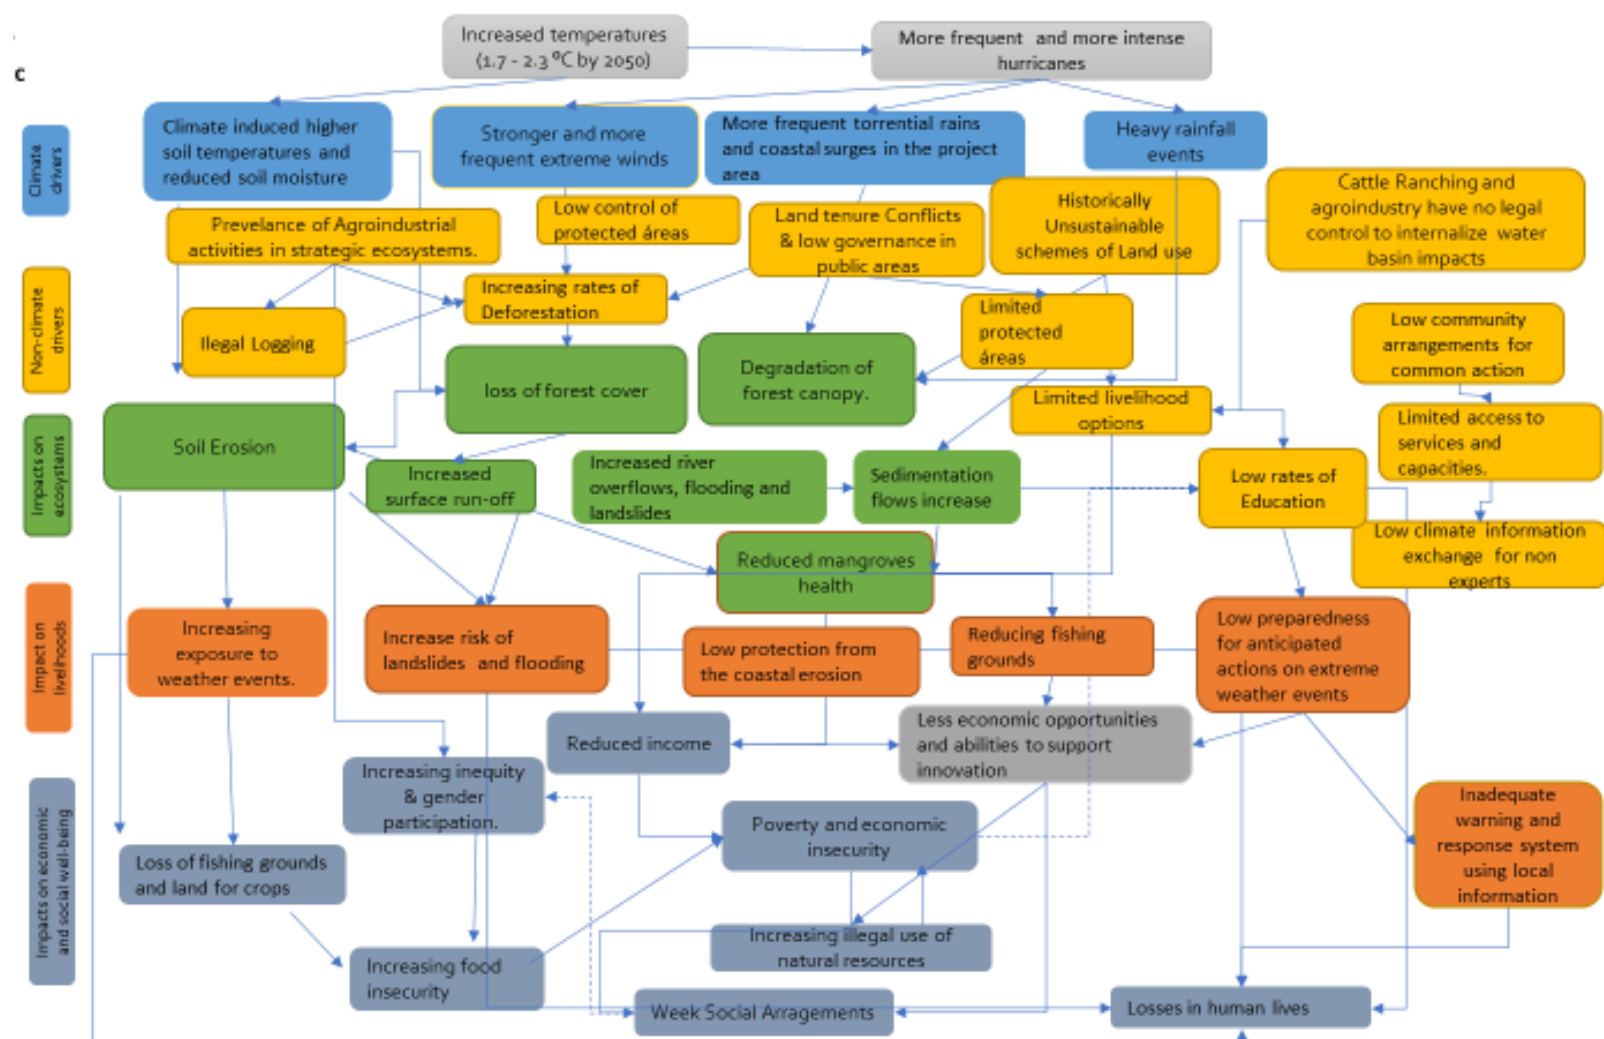 Increased temperatures
(1.7 - 2.3 ºC by 2050)
More frequent and more intense
hurricanes
c
Climate
drivers
Climate induced higher
soil temperatures and
reduced soil moisture
Stronger and more
frequent extreme winds
More frequent torrential rains
and coastal surges in the project
area
Heavy rainfall
events
Prevelance of Agroindustrial
activities in strategic ecosystems.
Low control of
protected áreas
Land tenure Conflicts
& low governance in
public areas
Historically
Unsustainable
schemes of Land use
Cattle Ranching and
agroindustry have no legal
control to internalize water
basin impacts
Non-climate
drivers
Ilegal Logging
Increasing rates of
Deforestation
Limited
protected
áreas
Low community
arrangements for
common action
loss of forest cover
Degradation of
forest canopy.
Limited livelihood
options
Limited access to
services and
capacities.
Impacts on
ecosystems
Soil Erosion
Increased
surface run-off
Increased river
overflows, flooding and
landslides
Sedimentation
flows increase
Low rates of
Education
Low climate information
exchange for non
experts
Reduced mangroves
health
Impact on
livelihoods
Increasing
exposure to
weather events.
Increase risk of
landslides and flooding
Low protection from
the coastal erosion
Reducing fishing
grounds
Low preparedness
for anticipated
actions on extreme
weather events
Reduced income
Less economic opportunities
and abilities to support
innovation
Impacts on economic
and social well-being
Increasing inequity
& gender
participation.
Poverty and economic
insecurity
Inadequate
warning and
response system
using local
information
Loss of fishing grounds
and land for crops
Increasing illegal use of
natural resources
Increasing food
insecurity
Week Social Arragements
Losses in human lives